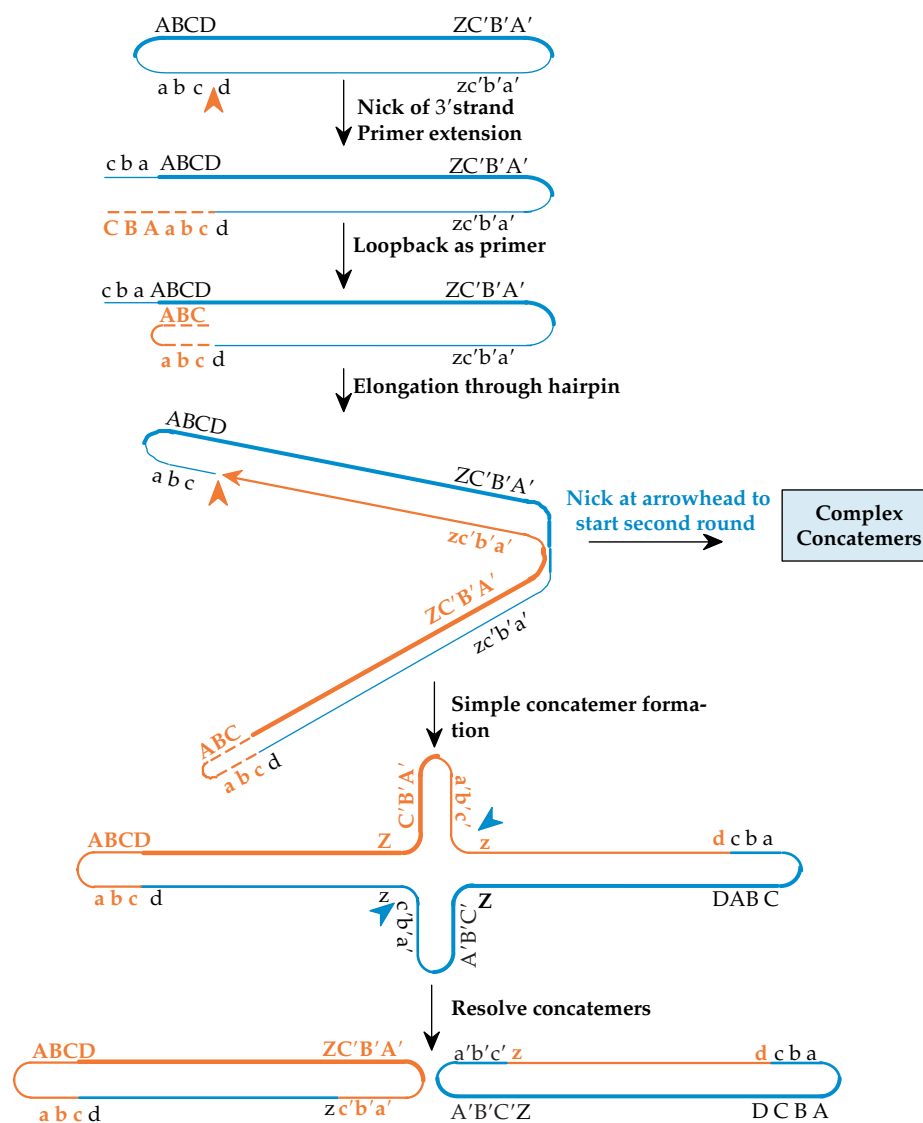 ABCD ZC'B'A'
a b c d zc'b'a'
Nick of 3'strand
Primer extension
c b a ABCD ZC'B'A'
C B A a b c d zc'b'a'
Loopback as primer
c b a ABCD ZC'B'A'
ABC
a b c d zc'b'a'
Elongation through hairpin
ABCD
a b c
ZC'B'A'
zc'b'a'
Nick at arrowhead to
start second round
Complex
Concatemers
ZC'B'A'
zc'b'a'
ABC
a b c d
Simple concatemer forma-
tion
C'B'A' a'b'c'
ABCD Z z d c b a
a b c d z Z DAB C
c'b'a' A'B'C'
Resolve concatemers
ABCD ZC'B'A' a'b'c' z d c b a
a b c d z c'b'a' A'B'C'Z D C B A